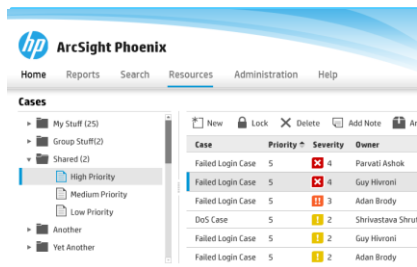 hp ArcSight Phoenix
Home Reports Search Resources Administration Help
Cases
My Stuff (25)
Group Stuff(2)
Shared (2)
High Priority
Medium Priority
Low Priority
Another
Yet Another
New Lock Delete Add Note
Case Priority Severity Owner
Failed Login Case 5 4 Parvati Ashok
Failed Login Case 5 4 Guy Hivroni
Failed Login Case 5 3 Adan Brody
DoS Case 5 2 Shrivastava Shrut
Failed Login Case 5 2 Guy Hivroni
Failed Login Case 5 2 Adan Brody